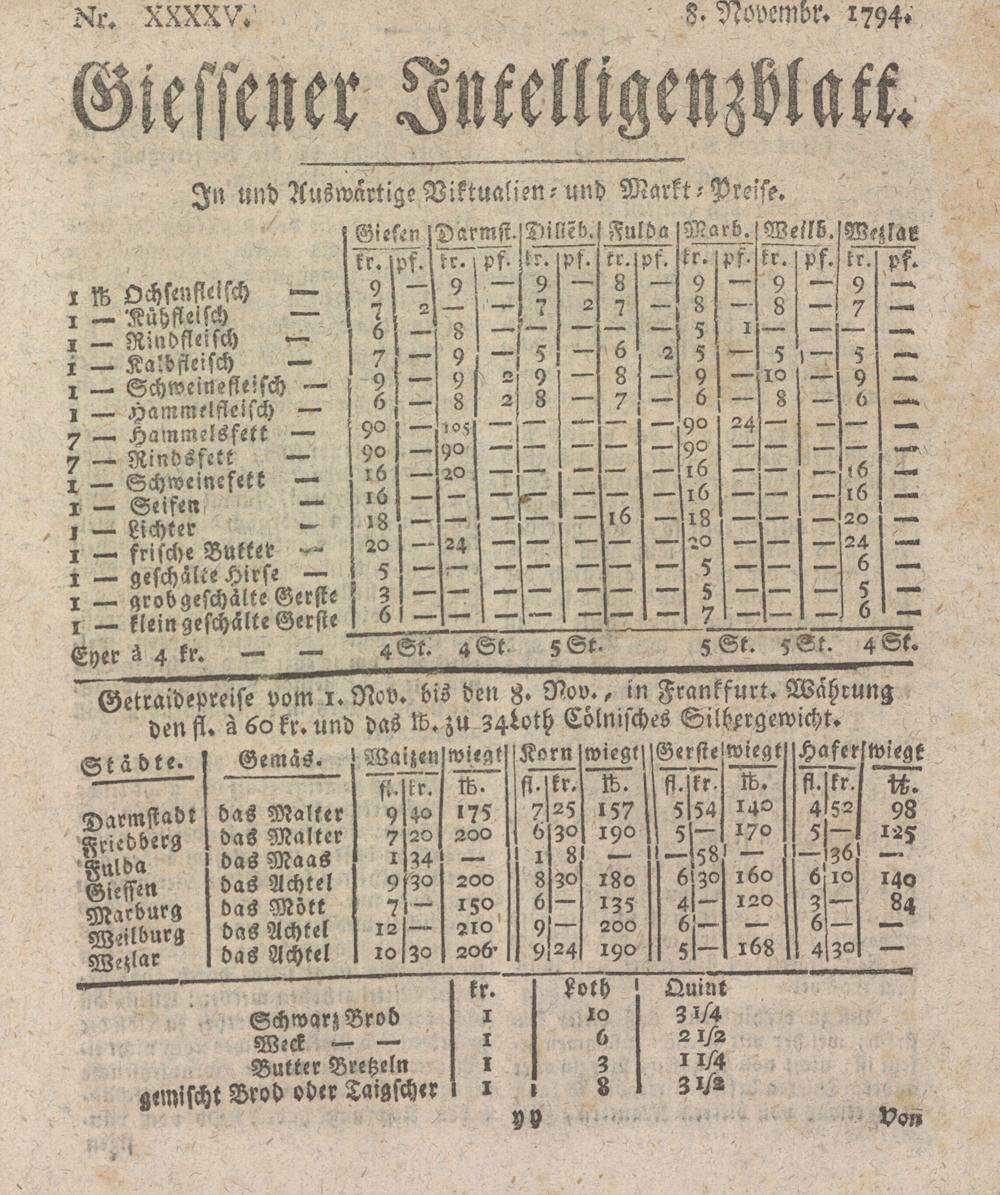 Nr. XXXXV. 8. Novembr. 1794.
Giessener Intelligenzblatt.
In und Auswärtige Viktualien- und Markt-Preise.
Giesen Darmst. Dillēb. Fulda Marb. Weilb. Wezlar
kr. pf. kr. pf. kr. pf. kr. pf. kr. pf. kr. pf. kr. pf.
1 ℔ Ochsenfleisch — 9 — 9 — 9 — 8 — 9 — 9 — 9 —
1 — Kühfleisch — 7 2 — — 7 2 7 — 8 — 8 — 7 —
1 — Rindfleisch — 6 — 8 — — — — — 5 1 — — — —
1 — Kalbfleisch — 7 — 9 — 5 — 6 2 5 — 5 — 5 —
1 — Schweinefleisch — 9 — 9 2 9 — 8 — 9 — 10 — 9 —
1 — Hammelfleisch — 6 — 8 2 8 — 7 — 6 — 8 — 6 —
7 — Hammelsfett — 90 — 105 — — — — — 90 24 — — — —
7 — Rindsfett — 90 — 90 — — — — — 90 — — — — —
1 — Schweinefett — 16 — 20 — — — — — 16 — — — 16 —
1 — Seifen — 16 — — — — — — — 16 — — — 16 —
1 — Lichter — 18 — — — — — 16 — 18 — — — 20 —
1 — frische Butter — 20 — 24 — — — — — 20 — — — 24 —
1 — geschälte Hirse — 5 — — — — — — — 5 — — — 6 —
1 — grob geschälte Gerste 3 — — — — — — — 5 — — — 5 —
1 — klein geschälte Gerste 6 — — — — — — — 7 — — — 6 —
Eyer à 4 kr. — — 4 St. 4 St. 5 St. 5 St. 5 St. 4 St.
Getraidepreise vom 1. Nov. bis den 8. Nov., in Frankfurt. Währung
den fl. à 60 kr. und das ℔. zu 34 Loth Cölnisches Silbergewicht.
Städte. Gemäs. Waizen wiegt Korn wiegt Gerste wiegt Hafer wiegt
fl. kr. ℔. fl. kr. ℔. fl. kr. ℔. fl. kr. ℔.
Darmstadt das Malter 9 40 175 7 25 157 5 54 140 4 52 98
Friedberg das Malter 7 20 200 6 30 190 5 — 170 5 — 125
Fulda das Maas 1 34 — 1 8 — — 58 — — 36 —
Giessen das Achtel 9 30 200 8 30 180 6 30 160 6 10 140
Marburg das Mött 7 — 150 6 — 135 4 — 120 3 — 84
Weilburg das Achtel 12 — 210 9 — 200 6 — — 6 — —
Wezlar das Achtel 10 30 206 9 24 190 5 — 168 4 30 —
kr. Loth Quint
Schwarz Brod 1 10 3 1/4
Weck — — 1 6 2 1/2
Butter Bretzeln 1 3 1 1/4
gemischt Brod oder Taigscher 1 8 3 1/2
Yy Von